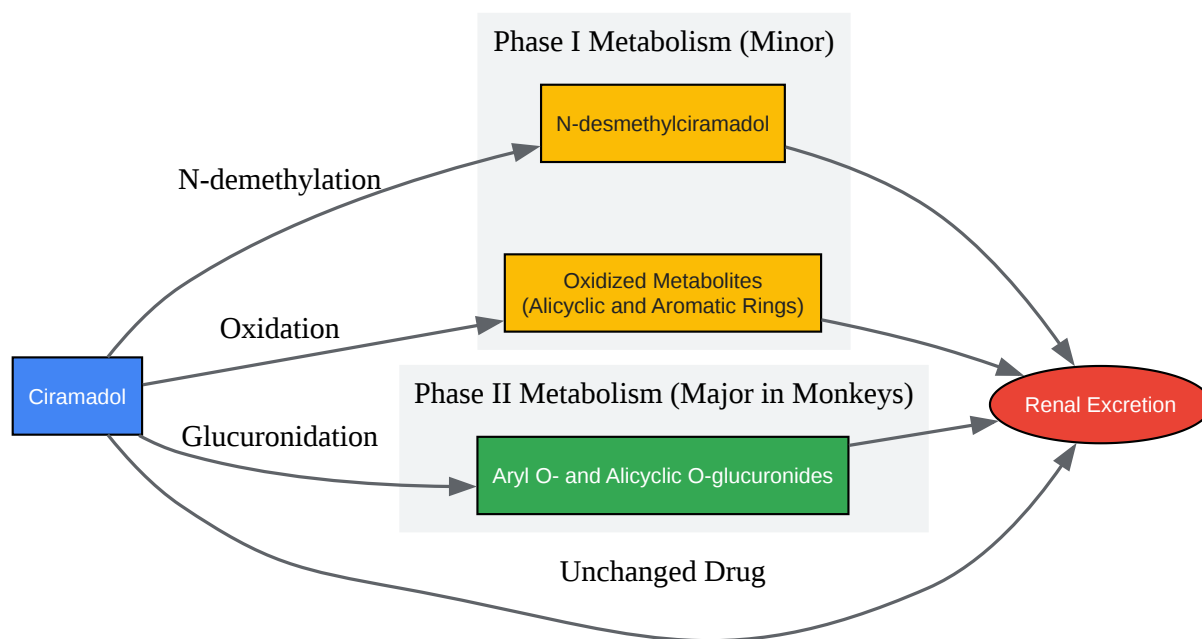 Phase I Metabolism (Minor)
N-desmethylciramadol
N-demethylation
Oxidized Metabolites
(Alicyclic and Aromatic Rings)
Oxidation
Ciramadol
Phase II Metabolism (Major in Monkeys)
Renal Excretion
Glucuronidation
Aryl O- and Alicyclic O-glucuronides
Unchanged Drug